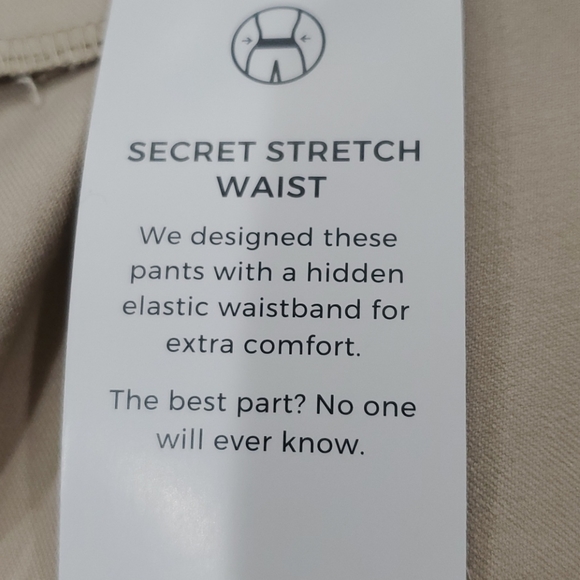 SECRET STRETCH
WAIST
We designed these
pants with a hidden
elastic waistband for
extra comfort.
The best part? No one
will ever know.